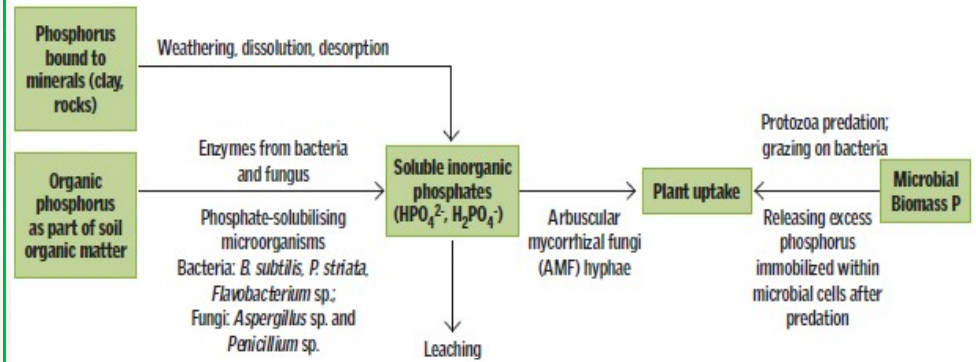 Phosphorus
bound to
minerals (clay,
rocks)
Weathering, dissolution, desorption
Organic
phosphorus
as part of soil
organic matter
Enzymes from bacteria
and fungus
Phosphate-solubilising
microorganisms
Bacteria: B. subtilis, P. striata,
Flavobacterium sp.;
Fungi: Aspergillus sp. and
Penicillium sp.
Soluble inorganic
phosphates
(HPO₄²⁻, H₂PO₄⁻)
Leaching
Arbuscular
mycorrhizal fungi
(AMF) hyphae
Plant uptake
Protozoa predation;
grazing on bacteria
Releasing excess
phosphorus
immobilized within
microbial cells after
predation
Microbial
Biomass P